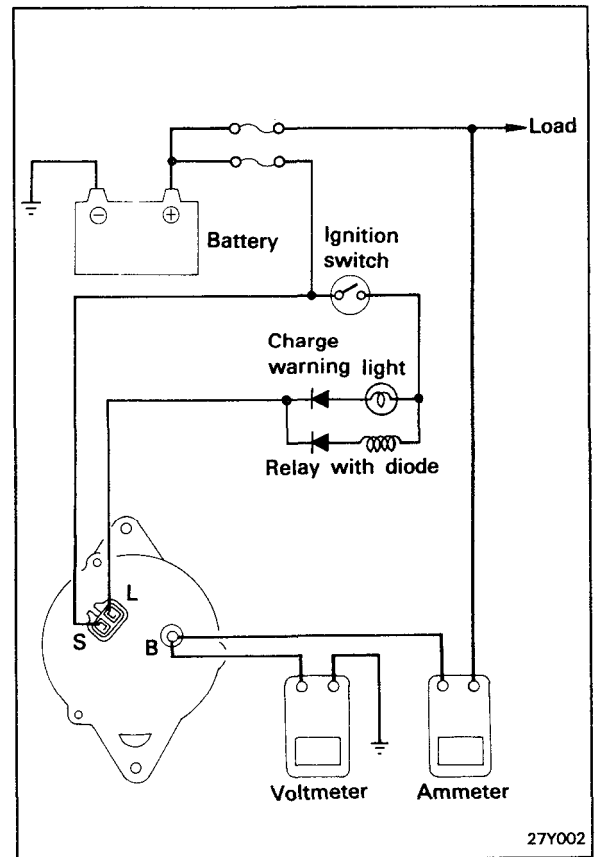 Load
⊖ ⊕
Battery
Ignition
switch
Charge
warning light
Relay with diode
L
S
B
Voltmeter
Ammeter
27Y002